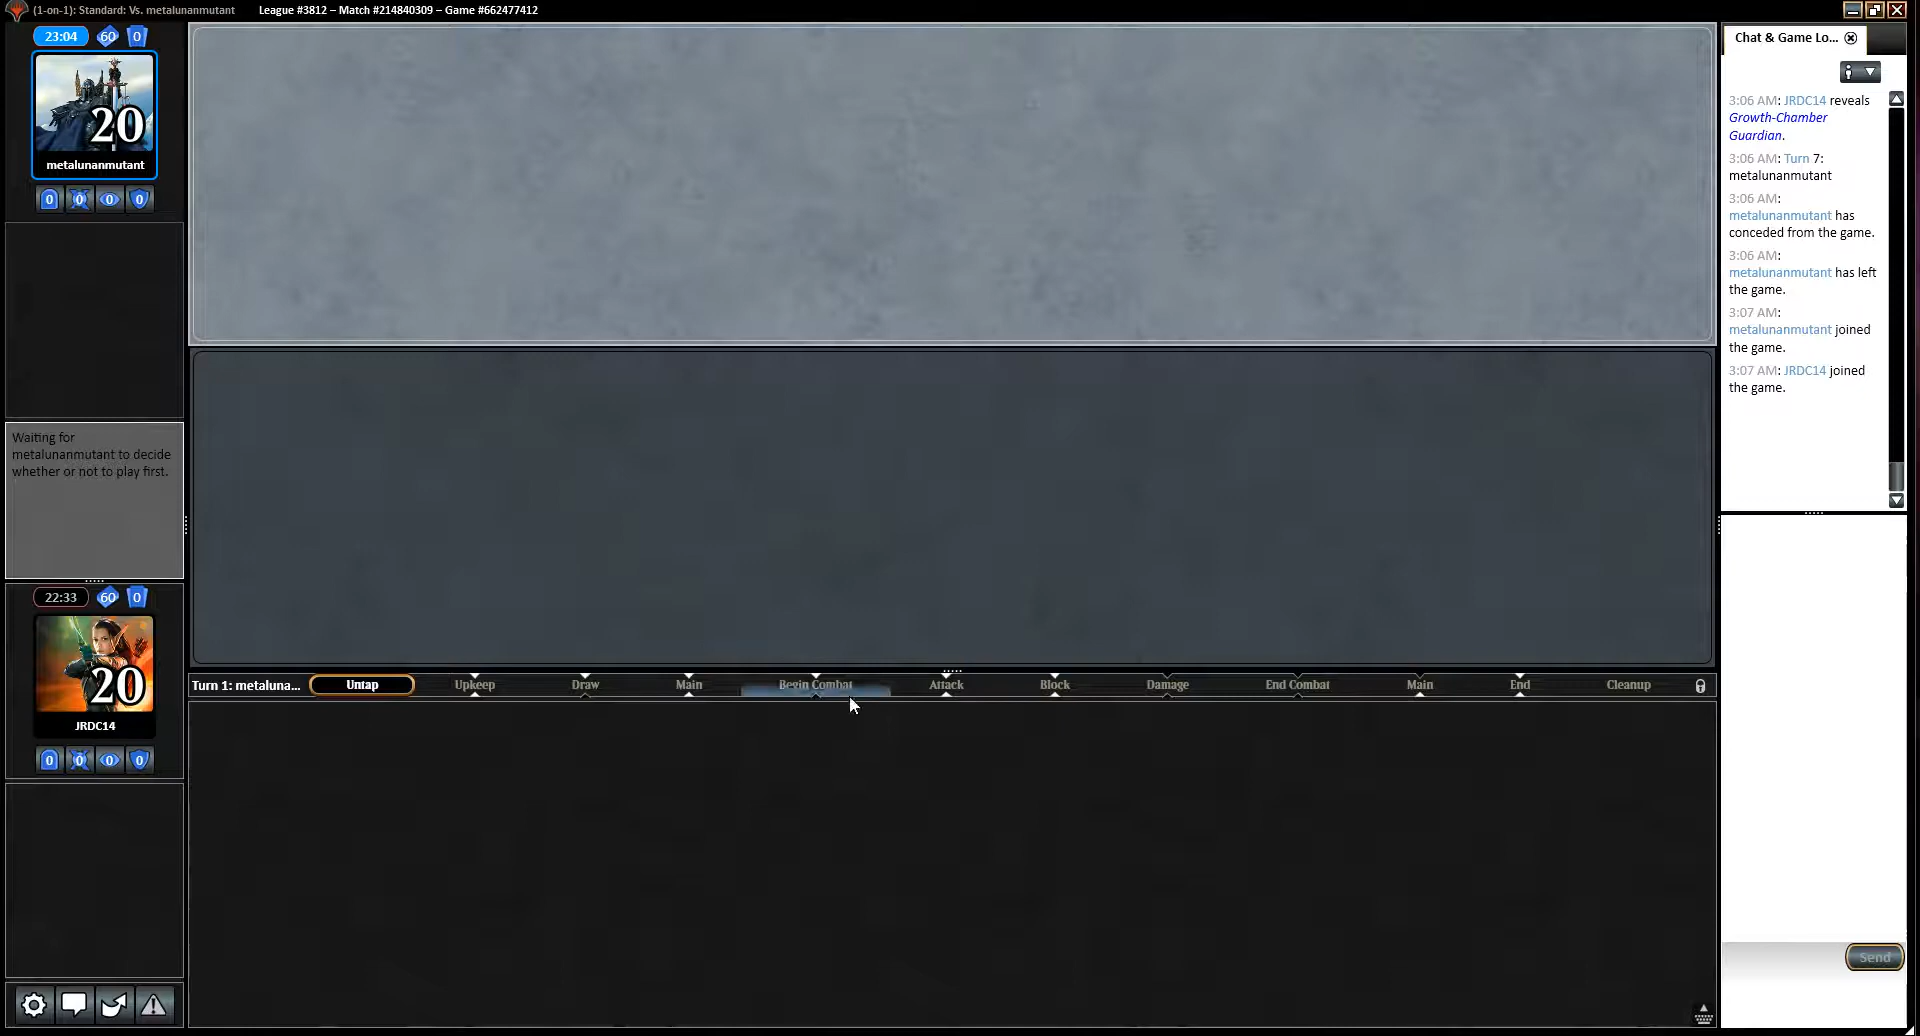 (1-on-1): Standard: Vs. metalunanmutant League #3812 – Match #214840309 – Game #662477412
23:04 60 0
20
metalunanmutant
0 0 0 0
Waiting for
metalunanmutant to decide
whether or not to play first.
22:33 60 0
20
JRDC14
0 0 0 0
Turn 1: metaluna... Untap Upkeep Draw Main Begin Combat Attack Block Damage End Combat Main End Cleanup
Chat & Game Lo...
3:06 AM: JRDC14 reveals
Growth-Chamber
Guardian.
3:06 AM: Turn 7:
metalunanmutant
3:06 AM:
metalunanmutant has
conceded from the game.
3:06 AM:
metalunanmutant has left
the game.
3:07 AM:
metalunanmutant joined
the game.
3:07 AM: JRDC14 joined
the game.
Send